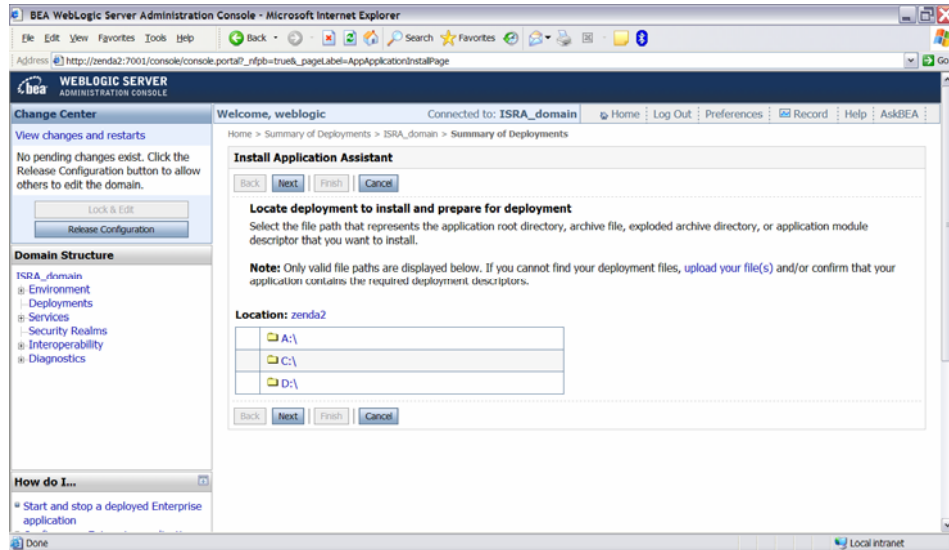 BEA WebLogic Server Administration Console - Microsoft Internet Explorer
File Edit View Favorites Tools Help
Back Search Favorites
Address http://zenda2:7001/console/console.portal?_nfpb=true&_pageLabel=AppApplicationInstallPage Go
bea WEBLOGIC SERVER
ADMINISTRATION CONSOLE
Change Center
View changes and restarts
No pending changes exist. Click the
Release Configuration button to allow
others to edit the domain.
Lock & Edit
Release Configuration
Domain Structure
ISRA_domain
Environment
Deployments
Services
Security Realms
Interoperability
Diagnostics
How do I...
Start and stop a deployed Enterprise
application
Welcome, weblogic Connected to: ISRA_domain Home Log Out Preferences Record Help AskBEA
Home > Summary of Deployments > ISRA_domain > Summary of Deployments
Install Application Assistant
Back Next Finish Cancel
Locate deployment to install and prepare for deployment
Select the file path that represents the application root directory, archive file, exploded archive directory, or application module
descriptor that you want to install.
Note: Only valid file paths are displayed below. If you cannot find your deployment files, upload your file(s) and/or confirm that your
application contains the required deployment descriptors.
Location: zenda2
A:\
C:\
D:\
Back Next Finish Cancel
Done Local intranet